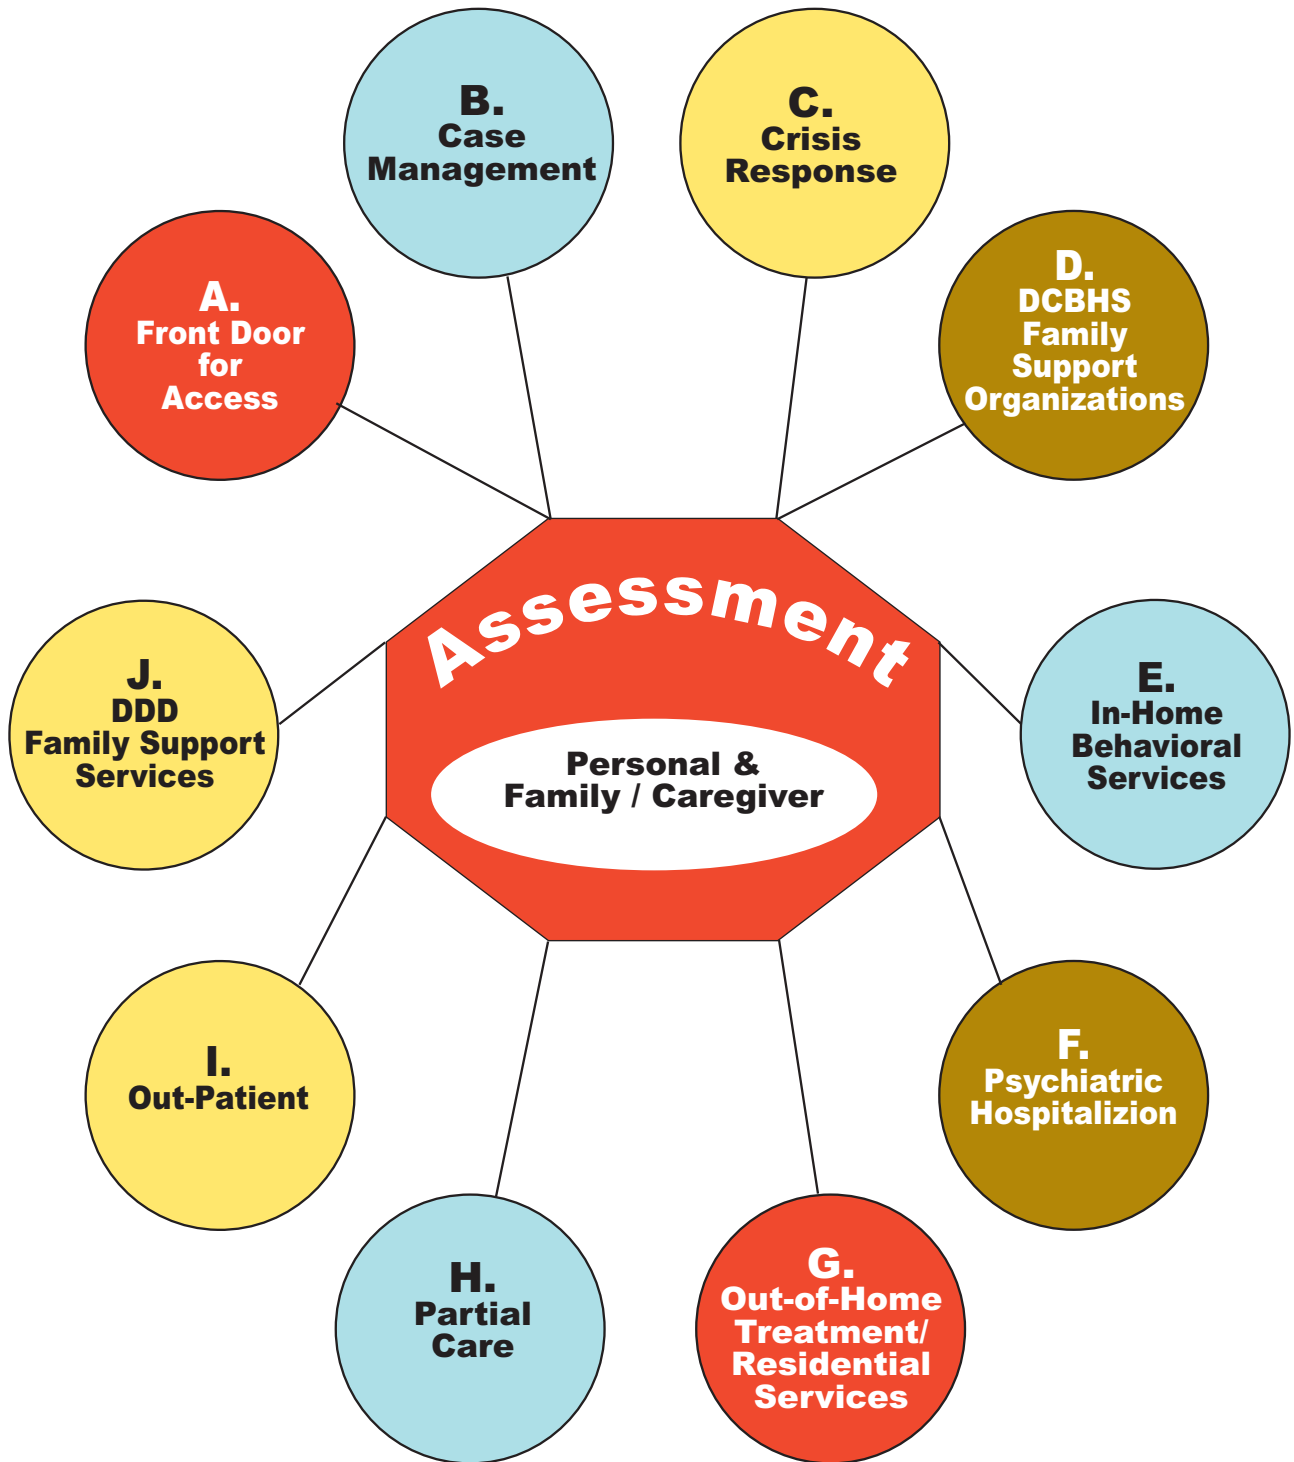 B.
Case
Management
C.
Crisis
Response
A.
Front Door
for
Access
D.
DCBHS
Family
Support
Organizations
Assessment
Personal &
Family / Caregiver
J.
DDD
Family Support
Services
E.
In-Home
Behavioral
Services
I.
Out-Patient
F.
Psychiatric
Hospitalizion
H.
Partial
Care
G.
Out-of-Home
Treatment/
Residential
Services